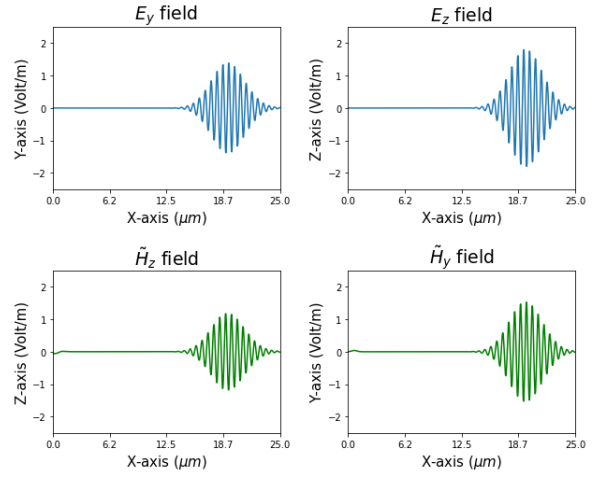 E_y field
E_z field
Y-axis (Volt/m)
2
1
0
−1
−2
0.0 6.2 12.5 18.7 25.0
X-axis (μm)
Z-axis (Volt/m)
2
1
0
−1
−2
0.0 6.2 12.5 18.7 25.0
X-axis (μm)
H̃_z field
H̃_y field
Z-axis (Volt/m)
2
1
0
−1
−2
0.0 6.2 12.5 18.7 25.0
X-axis (μm)
Y-axis (Volt/m)
2
1
0
−1
−2
0.0 6.2 12.5 18.7 25.0
X-axis (μm)